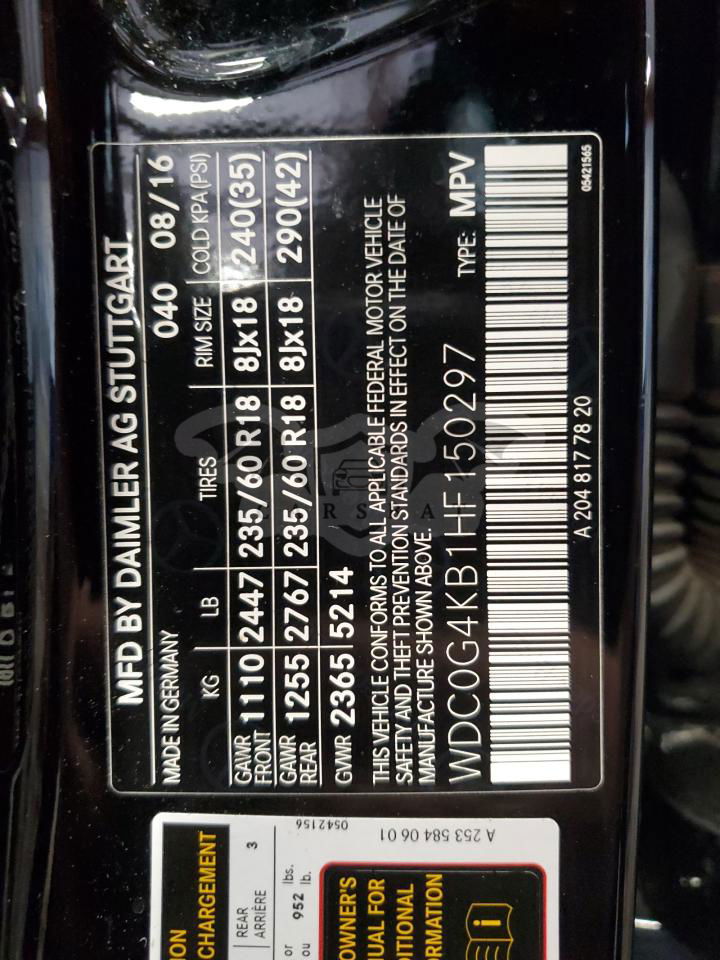 MFD BY DAIMLER AG STUTTGART
MADE IN GERMANY 040 08/16
KG LB TIRES RIM SIZE COLD KPA (PSI)
GAWR FRONT 1110 2447 235/60 R18 8Jx18 240(35)
GAWR REAR 1255 2767 235/60 R18 8Jx18 290(42)
GVWR 2365 5214
THIS VEHICLE CONFORMS TO ALL APPLICABLE FEDERAL MOTOR VEHICLE
SAFETY AND THEFT PREVENTION STANDARDS IN EFFECT ON THE DATE OF
MANUFACTURE SHOWN ABOVE.
WDC0G4KB1HF150297 TYPE: MPV
A 204 817 78 20
05421565
CHARGEMENT
REAR 3
ARRIÈRE
or 952 lbs.
ou lb.
OWNER'S
FOR
0542156
A 253 584 06 01